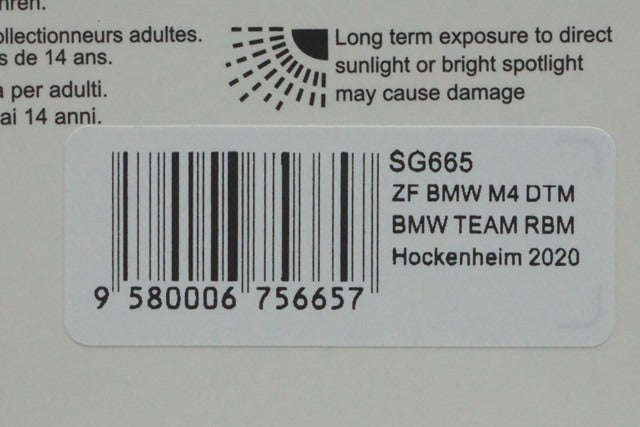 ollectionneurs adultes.
s de 14 ans.
a per adulti.
ai 14 anni.
Long term exposure to direct
sunlight or bright spotlight
may cause damage
SG665
ZF BMW M4 DTM
BMW TEAM RBM
Hockenheim 2020
9 580006 756657